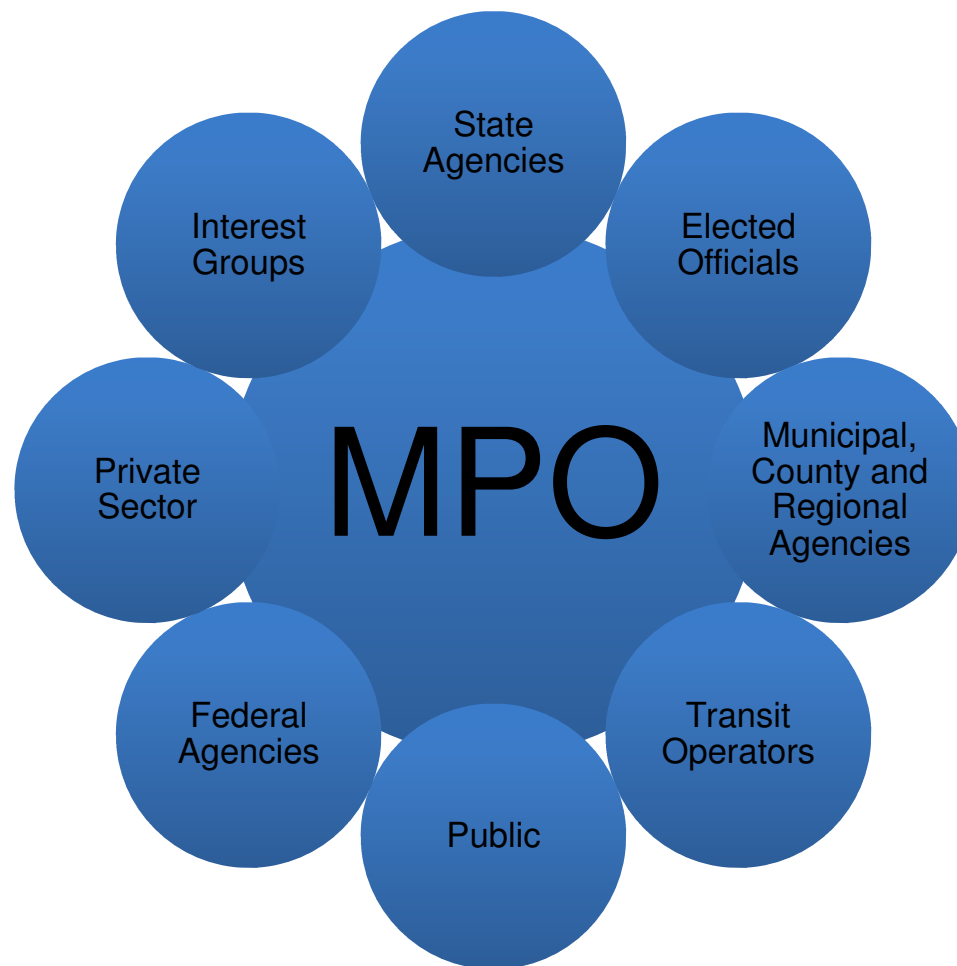 State
Agencies
Elected
Officials
Municipal,
County and
Regional
Agencies
Transit
Operators
Public
Federal
Agencies
Private
Sector
Interest
Groups
MPO